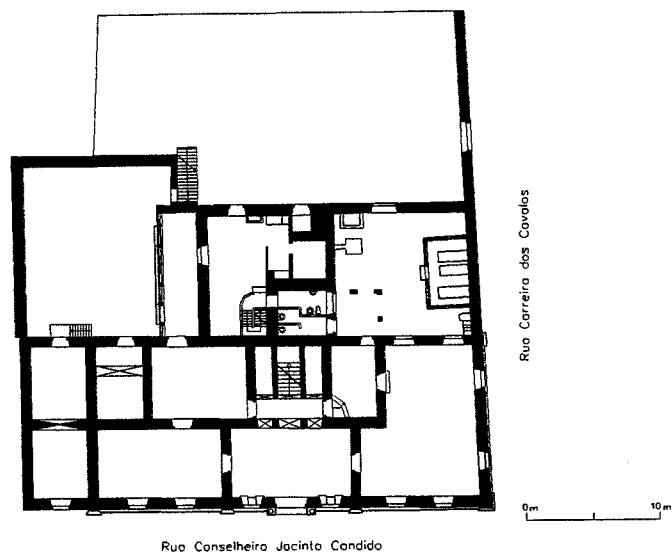 Rua Carreira dos Cavalos
0m 10m
Rua Conselheiro Jacinto Candido